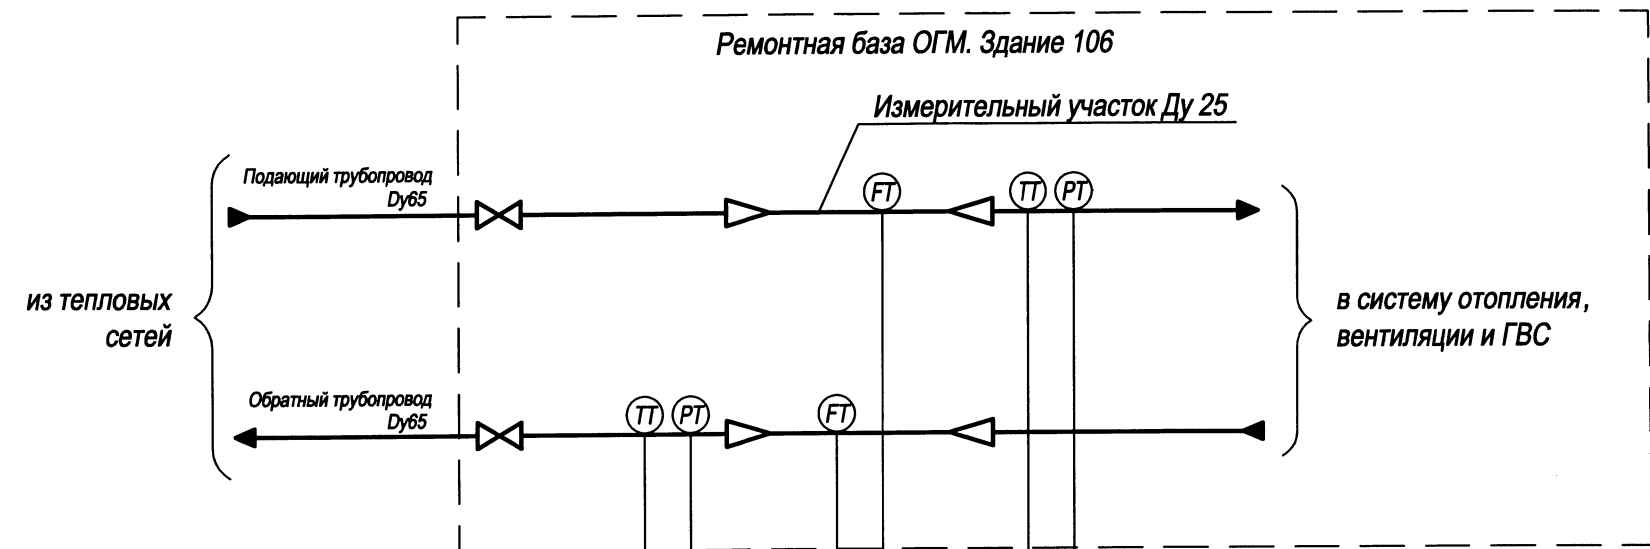 Ремонтная база ОГМ. Здание 106
Измерительный участок Ду 25
Подающий трубопровод
Dy65
FT
TT
PT
из тепловых
сетей
в систему отопления,
вентиляции и ГВС
Обратный трубопровод
Dy65
TT
PT
FT